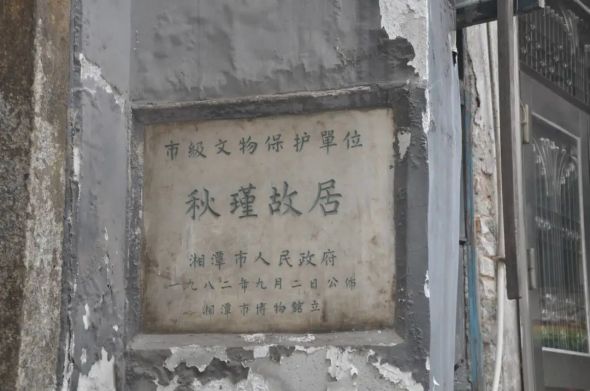 市级文物保护單位
秋瑾故居
湘潭市人民政府
一九八二年九月二日公佈
湘潭市博物館立